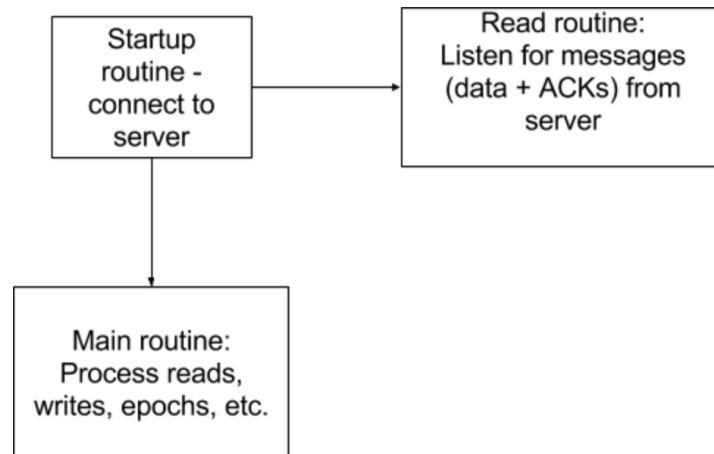 Startup
routine -
connect to
server
Read routine:
Listen for messages
(data + ACKs) from
server
Main routine:
Process reads,
writes, epochs, etc.